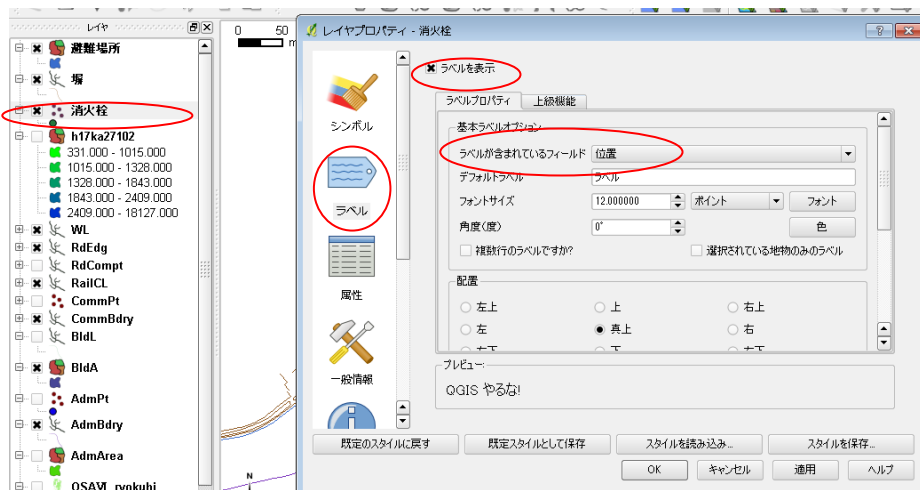 レイヤ
避難場所
塀
消火栓
h17ka27102
331.000 - 1015.000
1015.000 - 1328.000
1328.000 - 1843.000
1843.000 - 2409.000
2409.000 - 18127.000
WL
RdEdg
RdCompt
RailCL
CommPt
CommBdry
BldL
BldA
AdmPt
AdmBdry
AdmArea
0 50
m
N
レイヤプロパティ - 消火栓
シンボル
ラベル
属性
一般情報
ラベルを表示
ラベルプロパティ 上級機能
基本ラベルオプション
ラベルが含まれているフィールド 位置
デフォルトラベル ラベル
フォントサイズ 12.000000 ポイント フォント
角度(度) 0° 色
複数行のラベルですか? 選択されている地物のみのラベル
配置
左上 上 右上
左 真上 右
左下 下 右下
プレビュー:
QGIS やるな!
既定のスタイルに戻す 既定スタイルとして保存 スタイルを読み込み... スタイルを保存...
OK キャンセル 適用 ヘルプ